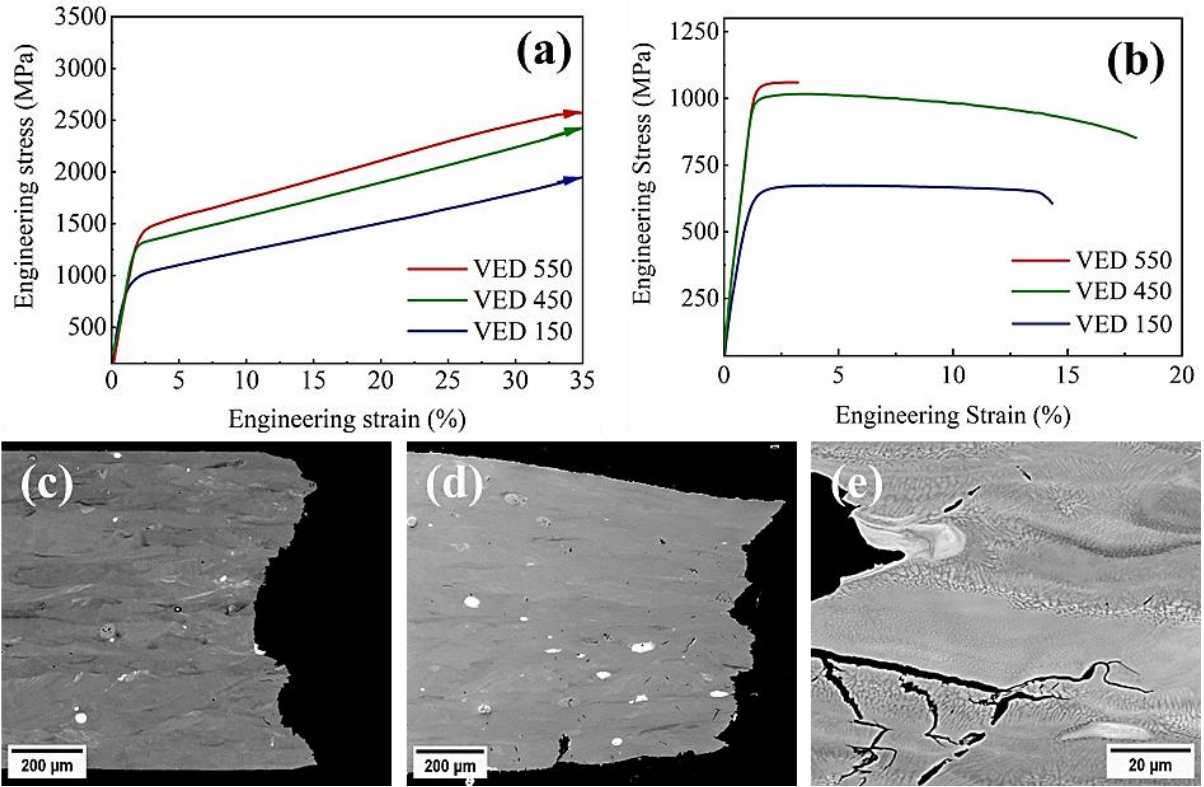 (a)
Engineering stress (MPa)
3500
3000
2500
2000
1500
1000
500
0 5 10 15 20 25 30 35
Engineering strain (%)
VED 550
VED 450
VED 150
(b)
Engineering Stress (MPa)
1250
1000
750
500
250
0 5 10 15 20
Engineering Strain (%)
VED 550
VED 450
VED 150
(c)
200 µm
(d)
200 µm
(e)
20 µm